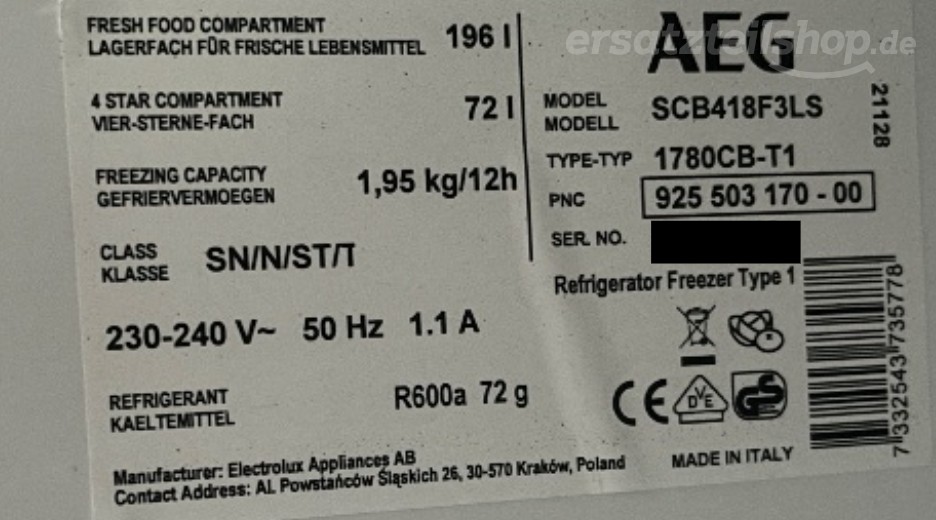 FRESH FOOD COMPARTMENT
LAGERFACH FÜR FRISCHE LEBENSMITTEL 196 l
4 STAR COMPARTMENT
VIER-STERNE-FACH 72 l
FREEZING CAPACITY
GEFRIERVERMOEGEN 1,95 kg/12h
CLASS
KLASSE SN/N/ST/T
230-240 V~ 50 Hz 1.1 A
REFRIGERANT
KAELTEMITTEL R600a 72 g
Manufacturer: Electrolux Appliances AB
Contact Address: Al. Powstańców Śląskich 26, 30-570 Kraków, Poland
AEG
ersatzteilshop.de
MODEL
MODELL SCB418F3LS
21128
TYPE-TYP 1780CB-T1
PNC 925 503 170 - 00
SER. NO.
Refrigerator Freezer Type 1
CE DVE GS
MADE IN ITALY
7332543735778